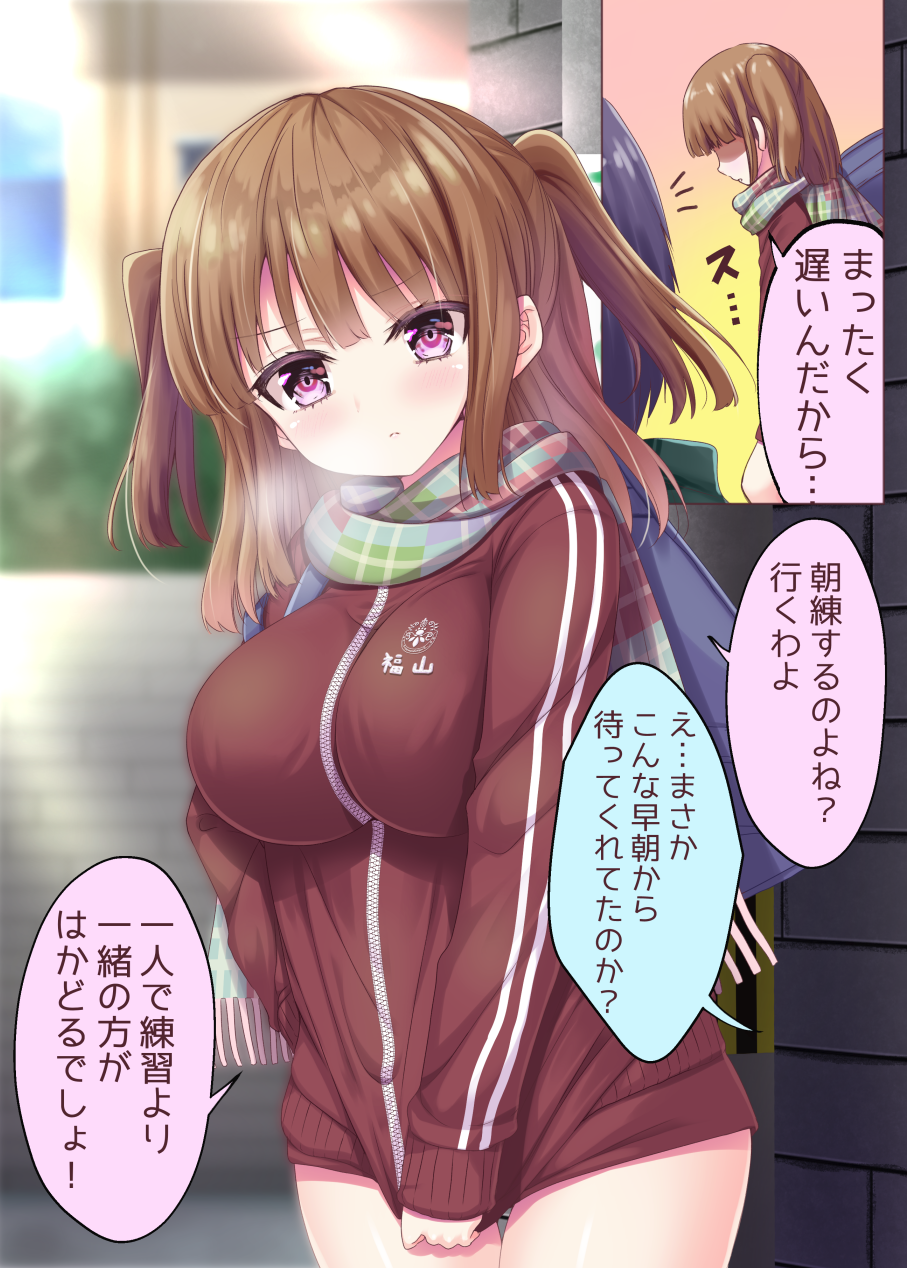 まったく
遅いんだから…
ス…
朝練するのよね?
行くわよ
え…まさか
こんな早朝から
待ってくれてたのか?
福山
一人で練習より
一緒の方が
はかどるでしょ!